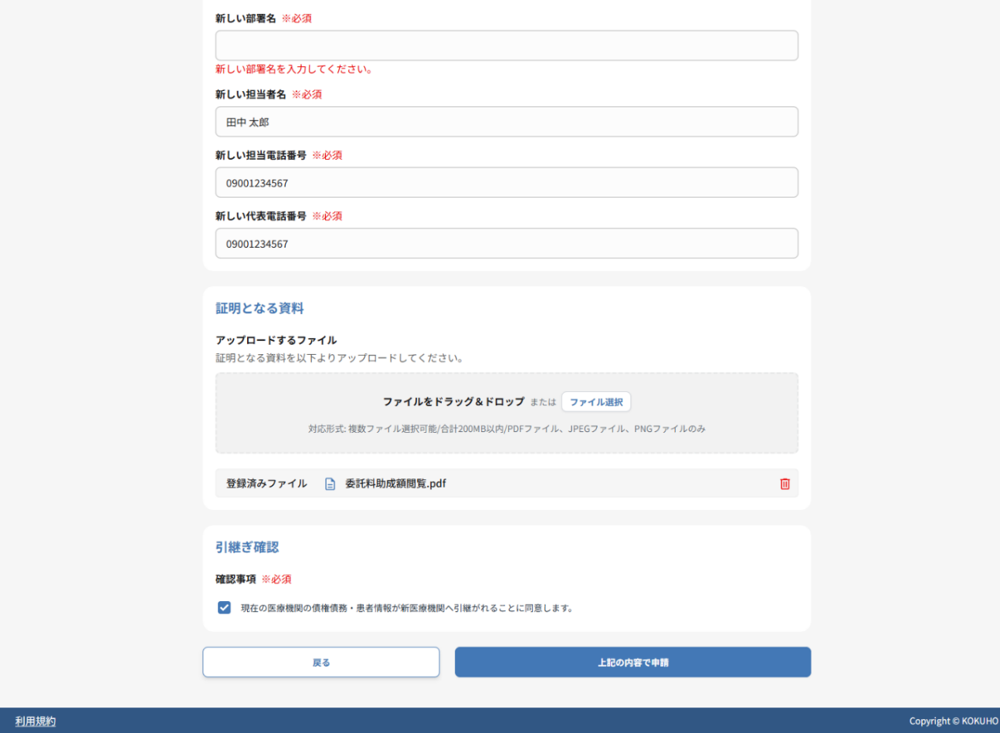 新しい部署名 ※必須
新しい部署名を入力してください。
新しい担当者名 ※必須
田中 太郎
新しい担当電話番号 ※必須
09001234567
新しい代表電話番号 ※必須
09001234567
証明となる資料
アップロードするファイル
証明となる資料を以下よりアップロードしてください。
ファイルをドラッグ＆ドロップ または ファイル選択
対応形式: 複数ファイル選択可能/合計200MB以内/PDFファイル、JPEGファイル、PNGファイルのみ
登録済みファイル 委託料助成額閲覧.pdf
引継ぎ確認
確認事項 ※必須
現在の医療機関の債権債務・患者情報が新医療機関へ引継がれることに同意します。
戻る 上記の内容で申請
利用規約 Copyright © KOKUHO